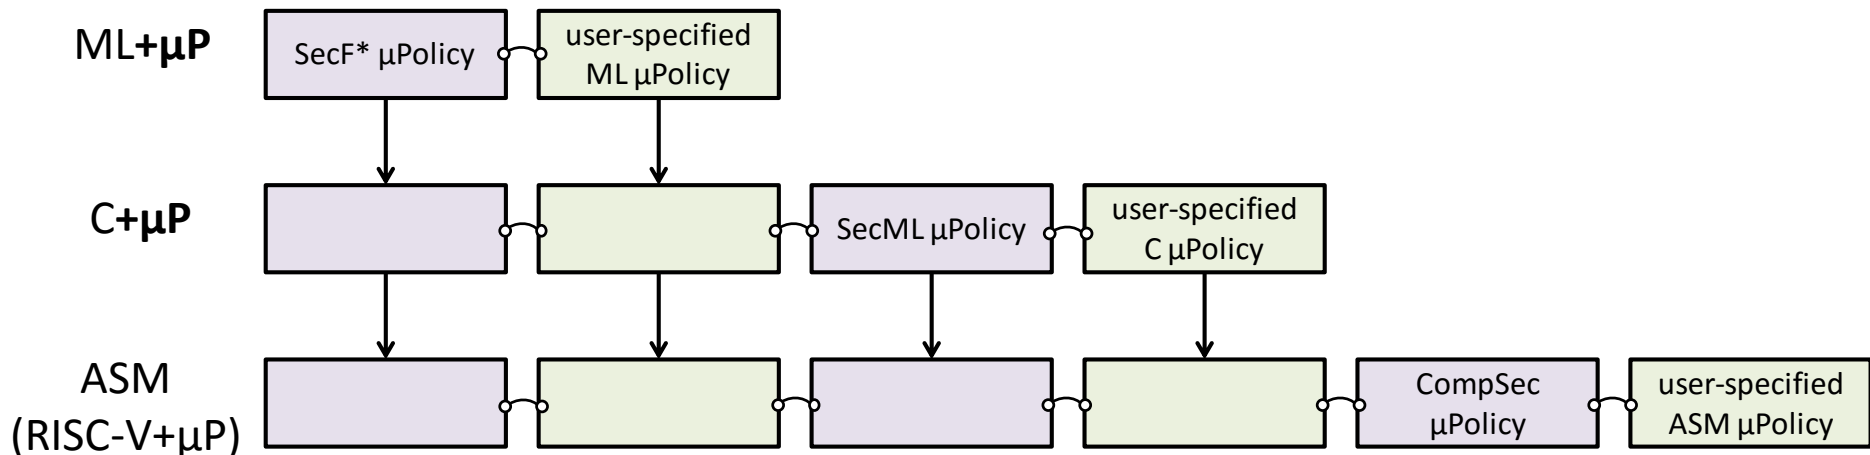 ML+µP
SecF* µPolicy
user-specified
ML µPolicy
C+µP
SecML µPolicy
user-specified
C µPolicy
ASM
(RISC-V+µP)
CompSec
µPolicy
user-specified
ASM µPolicy